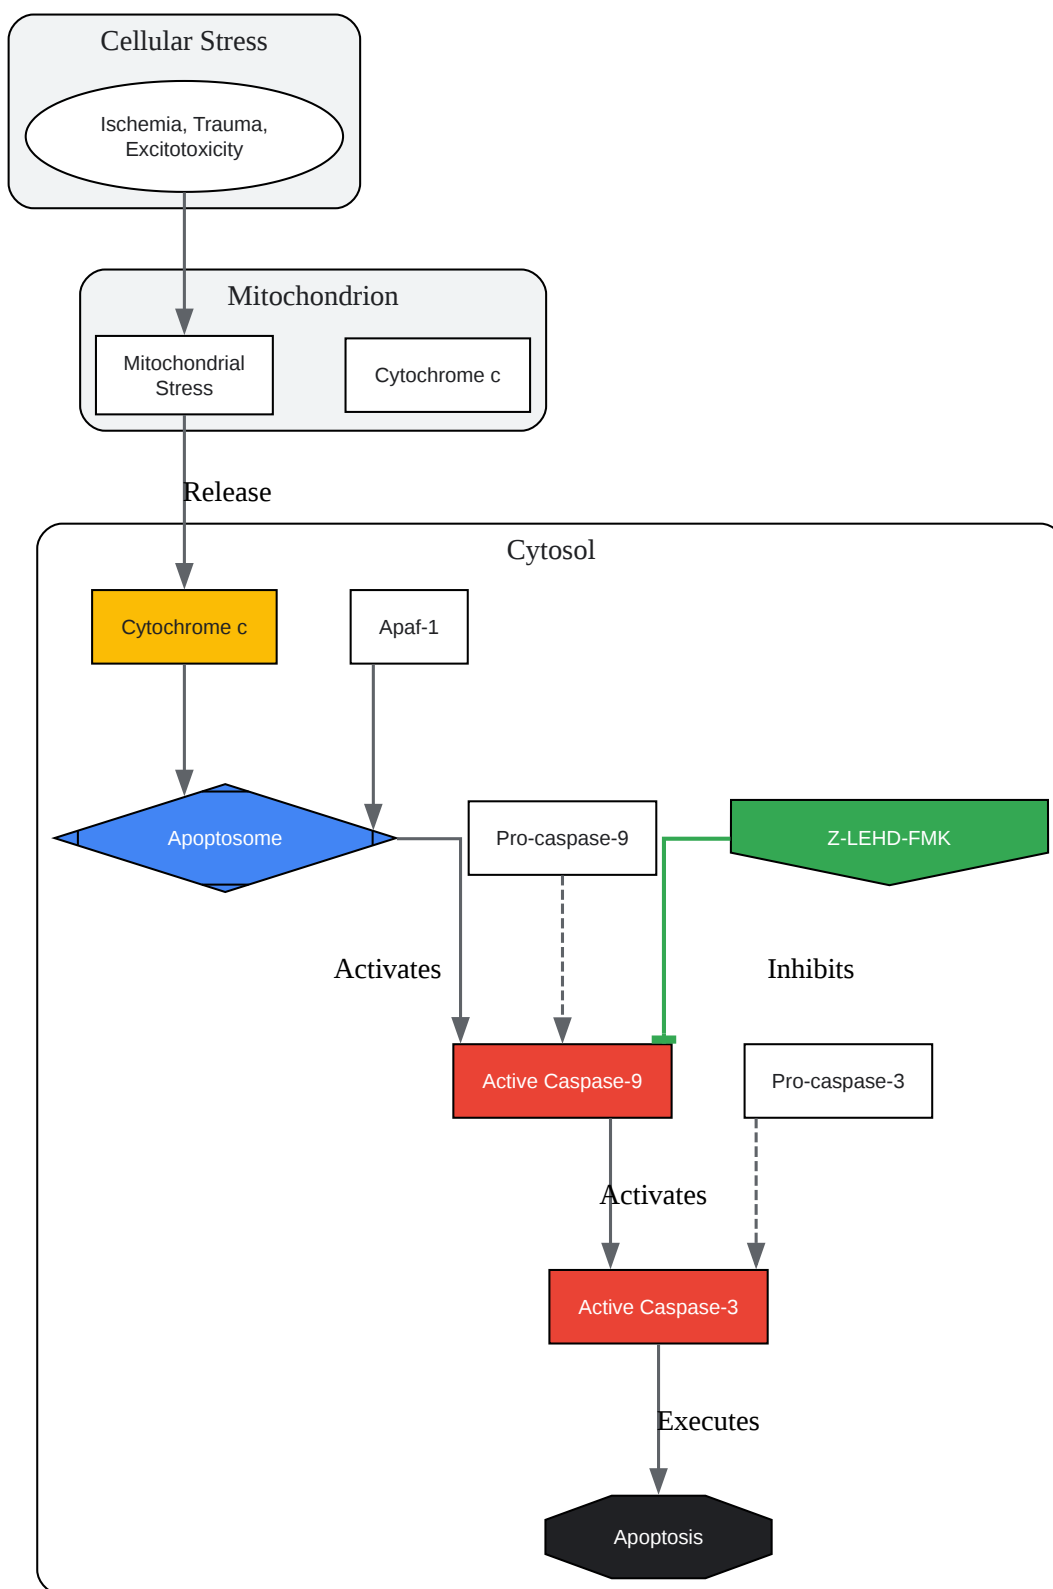 Cellular Stress
Ischemia, Trauma,
Excitotoxicity
Mitochondrion
Mitochondrial
Stress
Cytochrome c
Release
Cytosol
Cytochrome c
Apaf-1
Apoptosome
Pro-caspase-9
Z-LEHD-FMK
Activates
Inhibits
Active Caspase-9
Pro-caspase-3
Activates
Active Caspase-3
Executes
Apoptosis